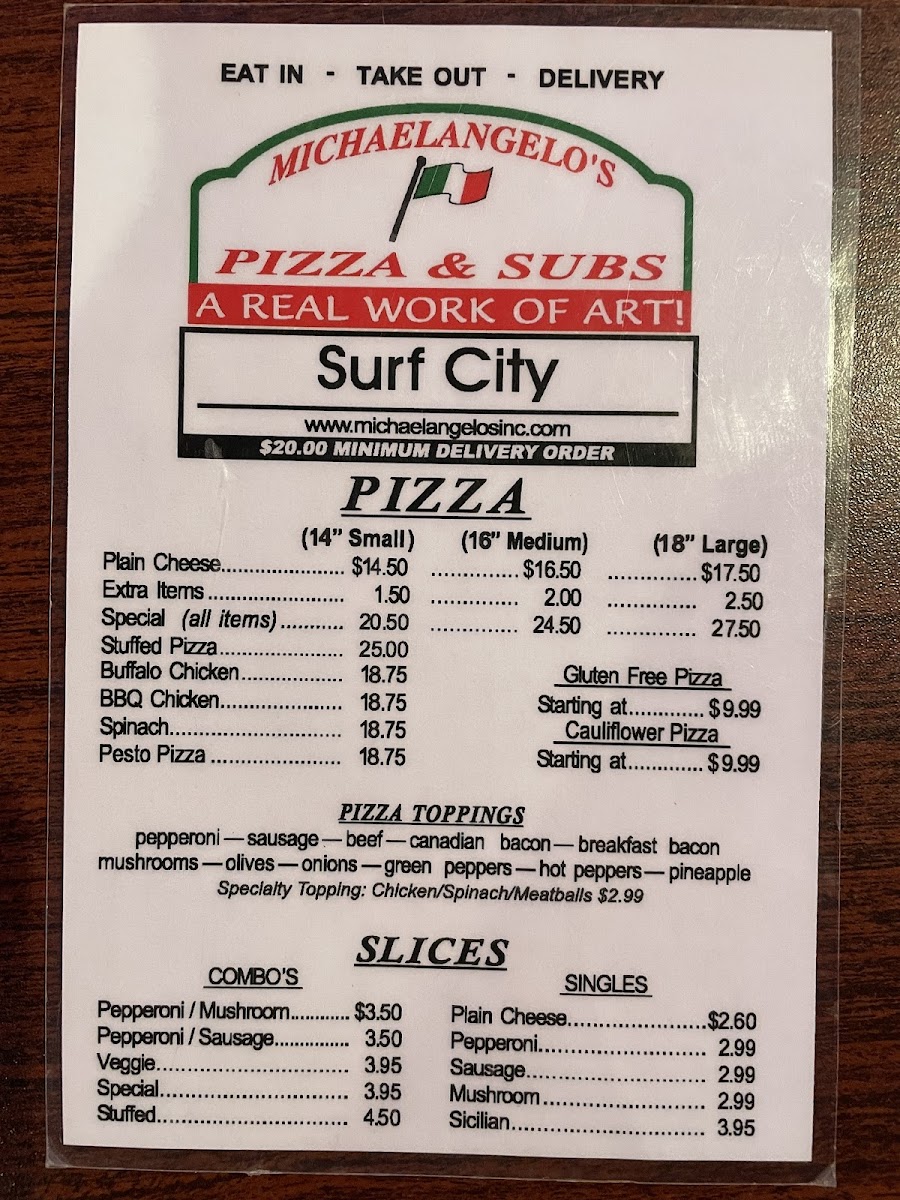 EAT IN - TAKE OUT - DELIVERY
MICHAELANGELO'S
PIZZA & SUBS
A REAL WORK OF ART!
Surf City
www.michaelangelosinc.com
$20.00 MINIMUM DELIVERY ORDER
PIZZA
(14" Small) (16" Medium) (18" Large)
Plain Cheese...................... $14.50 ................ $16.50 ................ $17.50
Extra Items ........................ 1.50 ................ 2.00 ................ 2.50
Special (all items)........... 20.50 ................ 24.50 ................ 27.50
Stuffed Pizza...................... 25.00
Buffalo Chicken.................. 18.75
BBQ Chicken...................... 18.75
Spinach............................... 18.75
Pesto Pizza ........................ 18.75
Gluten Free Pizza
Starting at............. $9.99
Cauliflower Pizza
Starting at............. $9.99
PIZZA TOPPINGS
pepperoni — sausage — beef — canadian bacon — breakfast bacon
mushrooms — olives — onions — green peppers — hot peppers — pineapple
Specialty Topping: Chicken/Spinach/Meatballs $2.99
SLICES
COMBO'S
Pepperoni / Mushroom............ $3.50
Pepperoni / Sausage............... 3.50
Veggie................................... 3.95
Special.................................. 3.95
Stuffed................................... 4.50
SINGLES
Plain Cheese.......................$2.60
Pepperoni............................ 2.99
Sausage.............................. 2.99
Mushroom........................... 2.99
Sicilian................................. 3.95